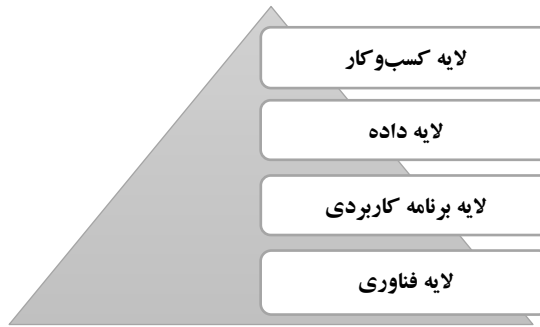 لایه کسب‌وکار
لایه داده
لایه برنامه کاربردی
لایه فناوری